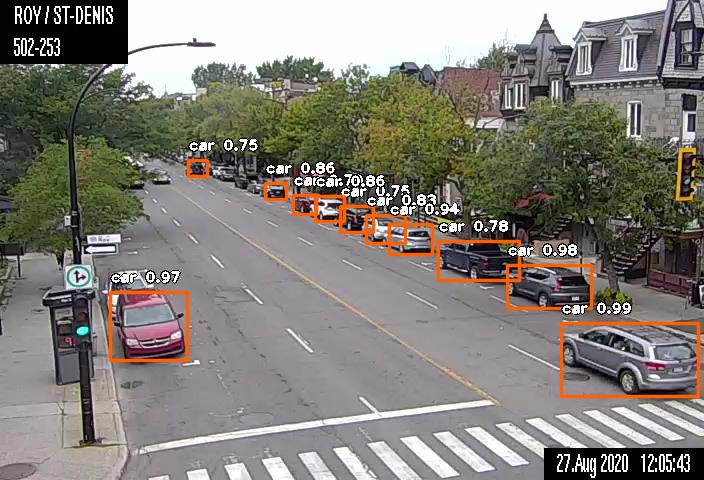 ROY / ST-DENIS
502-253
car 0.75
car 0.86
car 0.86
car 0.75
car 0.83
car 0.94
car 0.78
car 0.98
car 0.97
car 0.99
Roy
27.Aug 2020 12:05:43